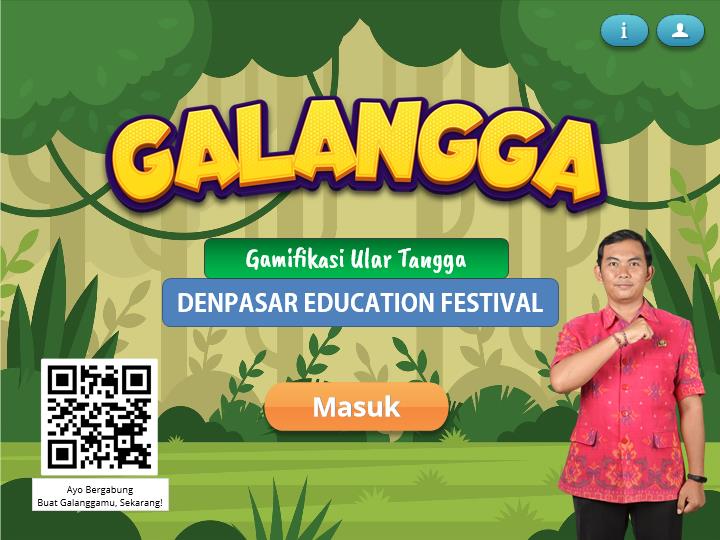 i
GALANGGA
Gamifikasi Ular Tangga
DENPASAR EDUCATION FESTIVAL
Masuk
Ayo Bergabung
Buat Galanggamu, Sekarang!